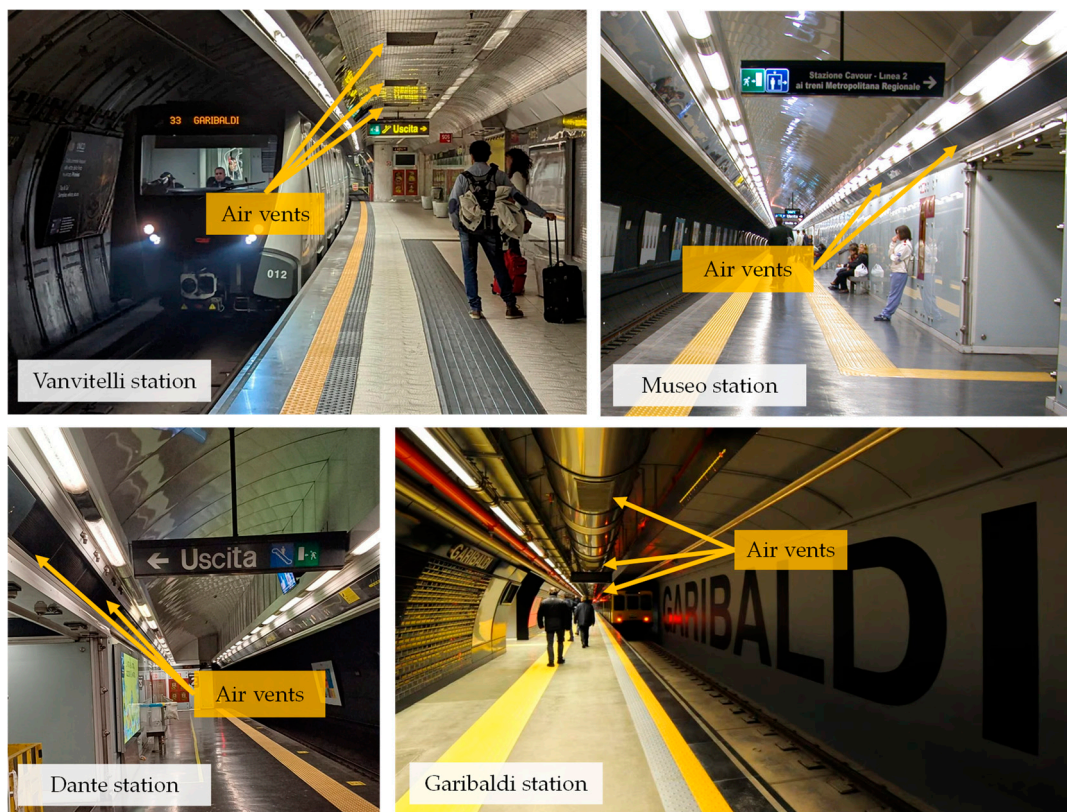 33 GARIBALDI
Uscita
Air vents
012
Vanvitelli station
Stazione Cavour - Linea 2
ai treni Metropolitana Regionale
Air vents
Museo station
Uscita
Air vents
Dante station
GARIBALDI
Air vents
GARIBALDI
Garibaldi station